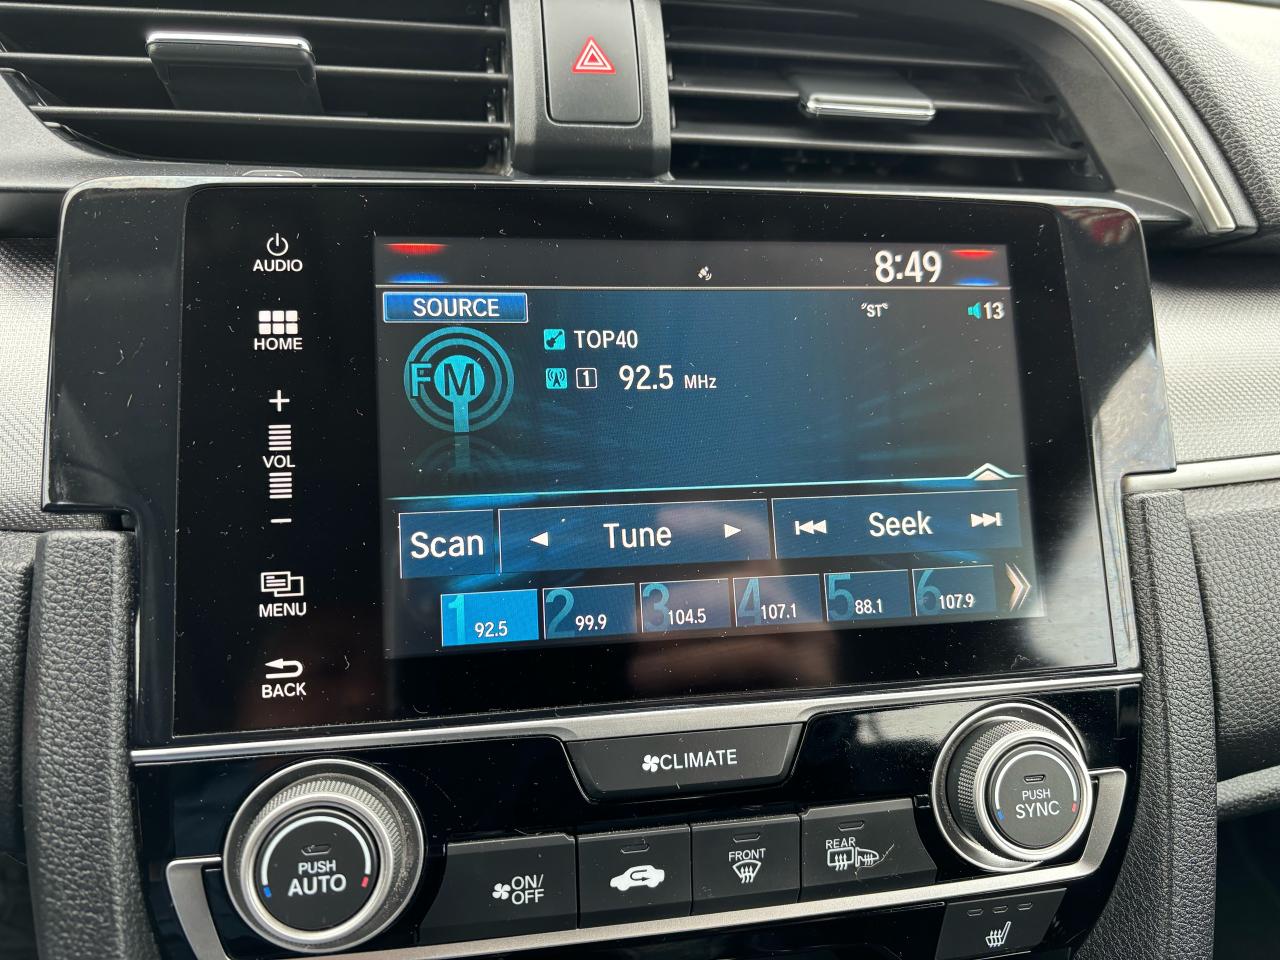 AUDIO
HOME
+
VOL
−
MENU
BACK
8:49
SOURCE
"ST"
13
FM
TOP40
1 92.5 MHz
Scan
Tune
Seek
1 92.5
2 99.9
3 104.5
4 107.1
5 88.1
6 107.9
CLIMATE
PUSH
AUTO
ON/
OFF
FRONT
REAR
PUSH
SYNC